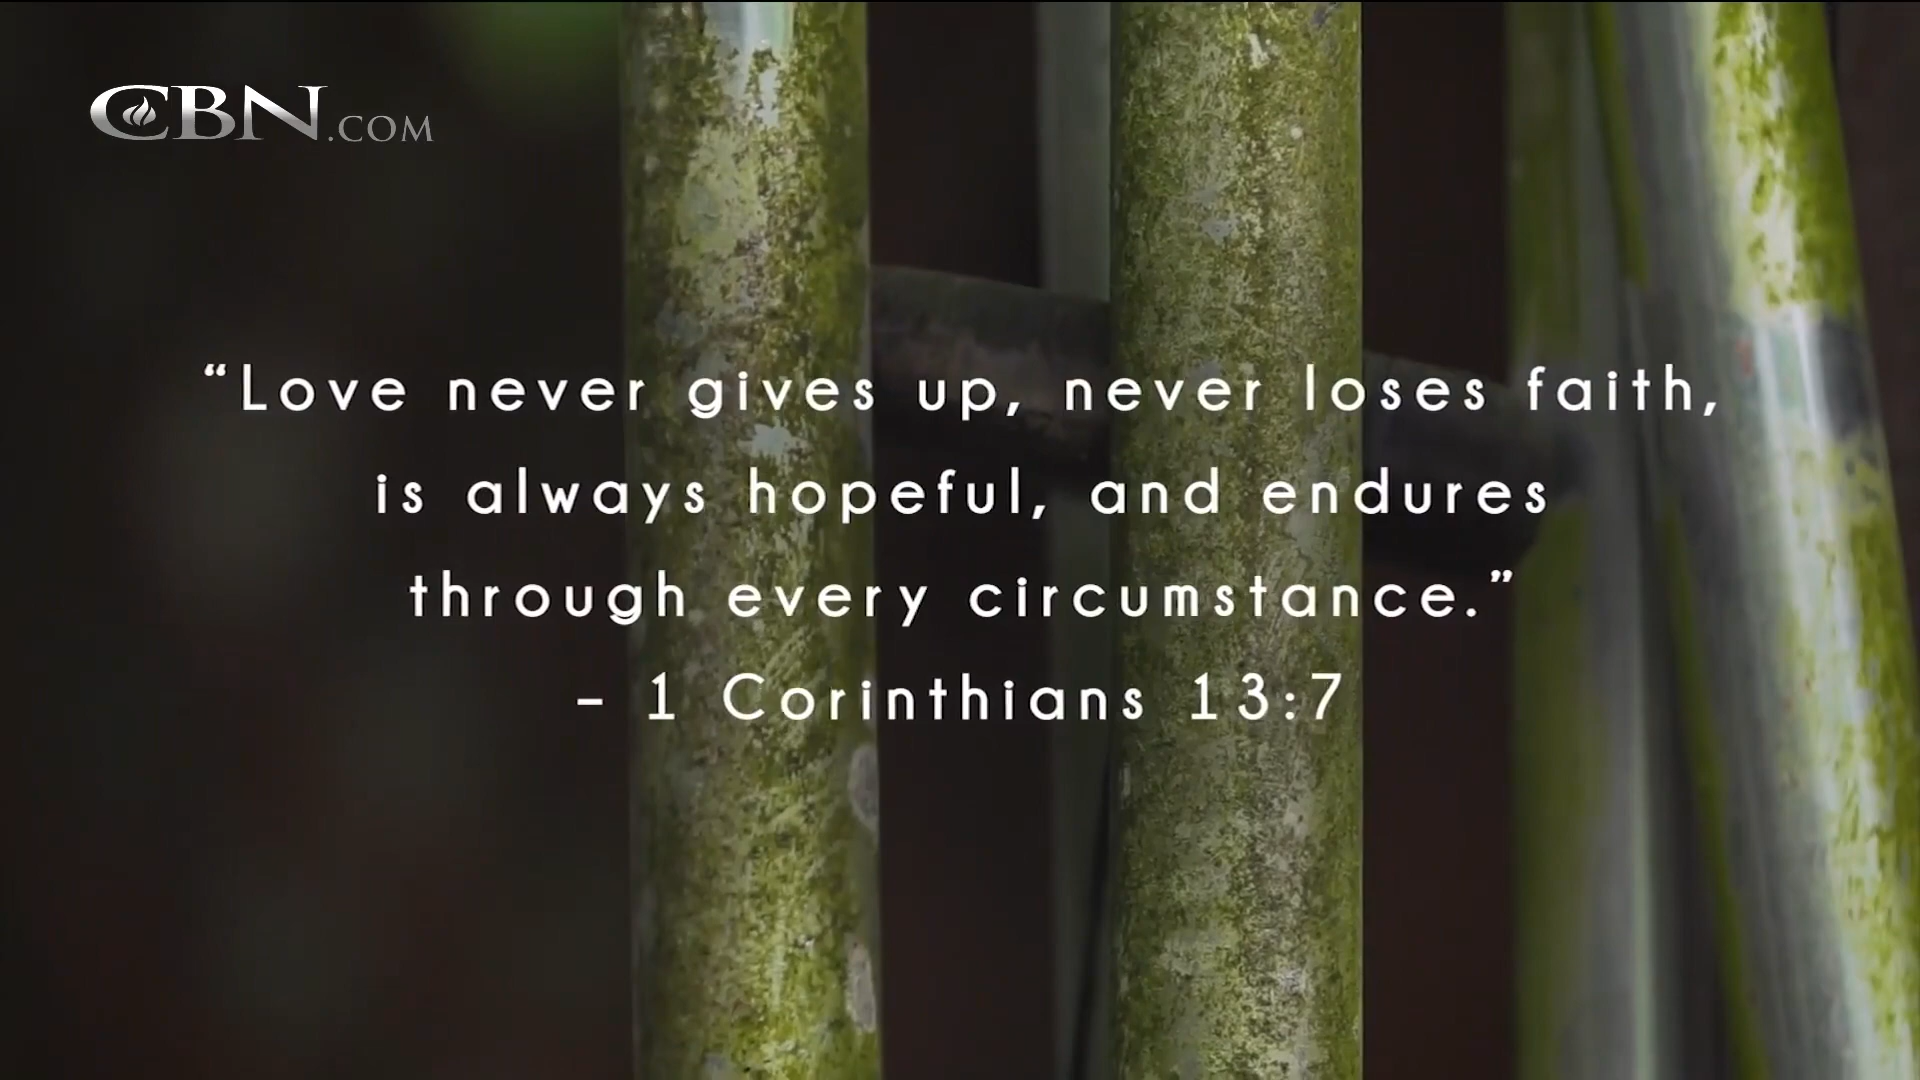 CBN.COM
“Love never gives up, never loses faith,
is always hopeful, and endures
through every circumstance.”
– 1 Corinthians 13:7